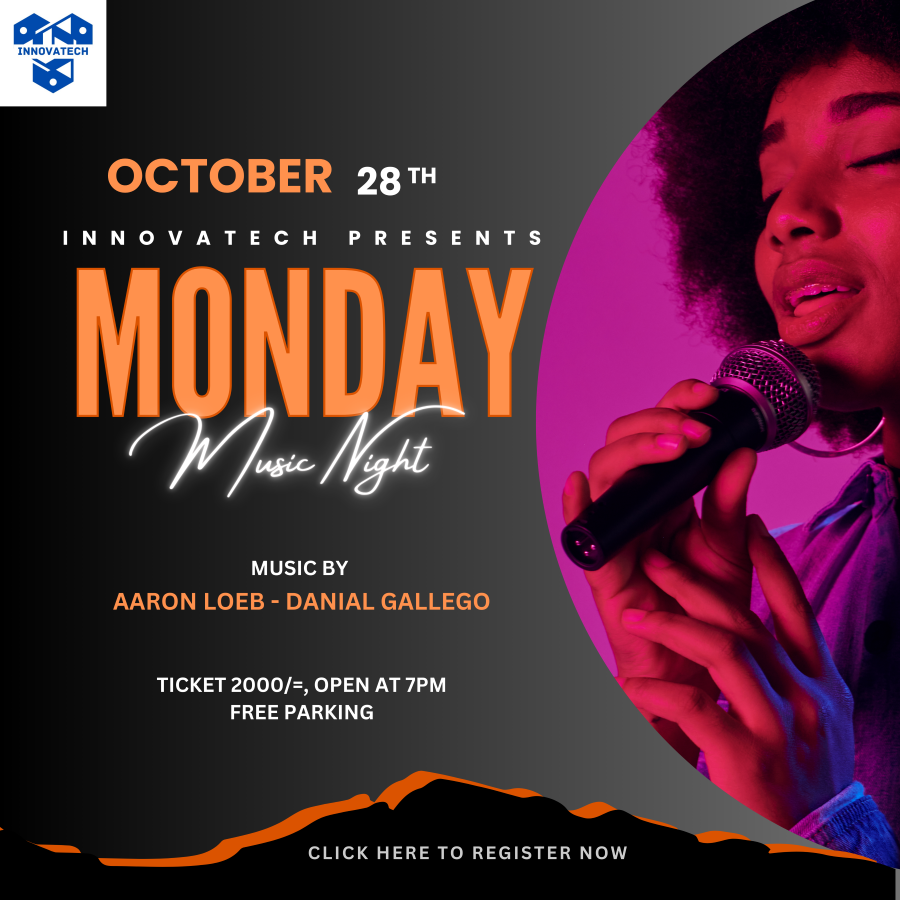 INNOVATECH
OCTOBER 28TH
INNOVATECH PRESENTS
MONDAY
Music Night
MUSIC BY
AARON LOEB - DANIAL GALLEGO
TICKET 2000/=, OPEN AT 7PM
FREE PARKING
CLICK HERE TO REGISTER NOW